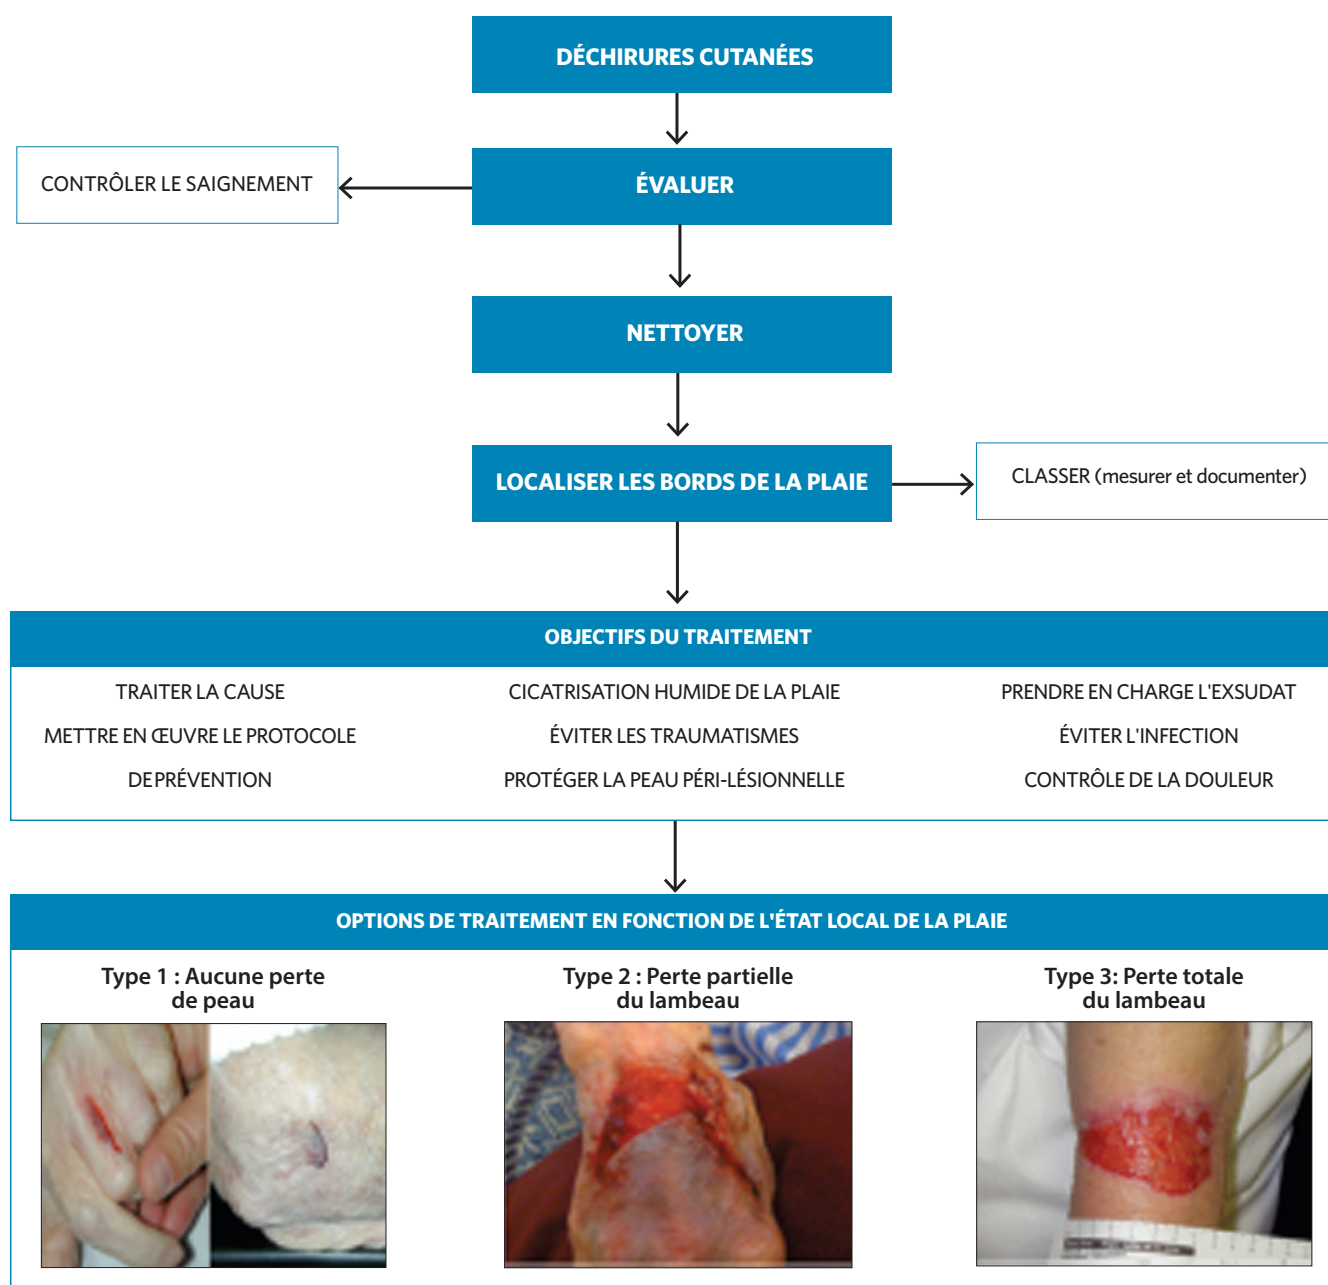 DÉCHIRURES CUTANÉES
CONTRÔLER LE SAIGNEMENT
ÉVALUER
NETTOYER
LOCALISER LES BORDS DE LA PLAIE
CLASSER (mesurer et documenter)
OBJECTIFS DU TRAITEMENT
TRAITER LA CAUSE
METTRE EN ŒUVRE LE PROTOCOLE
DE PRÉVENTION
CICATRISATION HUMIDE DE LA PLAIE
ÉVITER LES TRAUMATISMES
PROTÉGER LA PEAU PÉRI-LÉSIONNELLE
PRENDRE EN CHARGE L'EXSUDAT
ÉVITER L'INFECTION
CONTRÔLE DE LA DOULEUR
OPTIONS DE TRAITEMENT EN FONCTION DE L'ÉTAT LOCAL DE LA PLAIE
Type 1 : Aucune perte
de peau
Type 2 : Perte partielle
du lambeau
Type 3: Perte totale
du lambeau